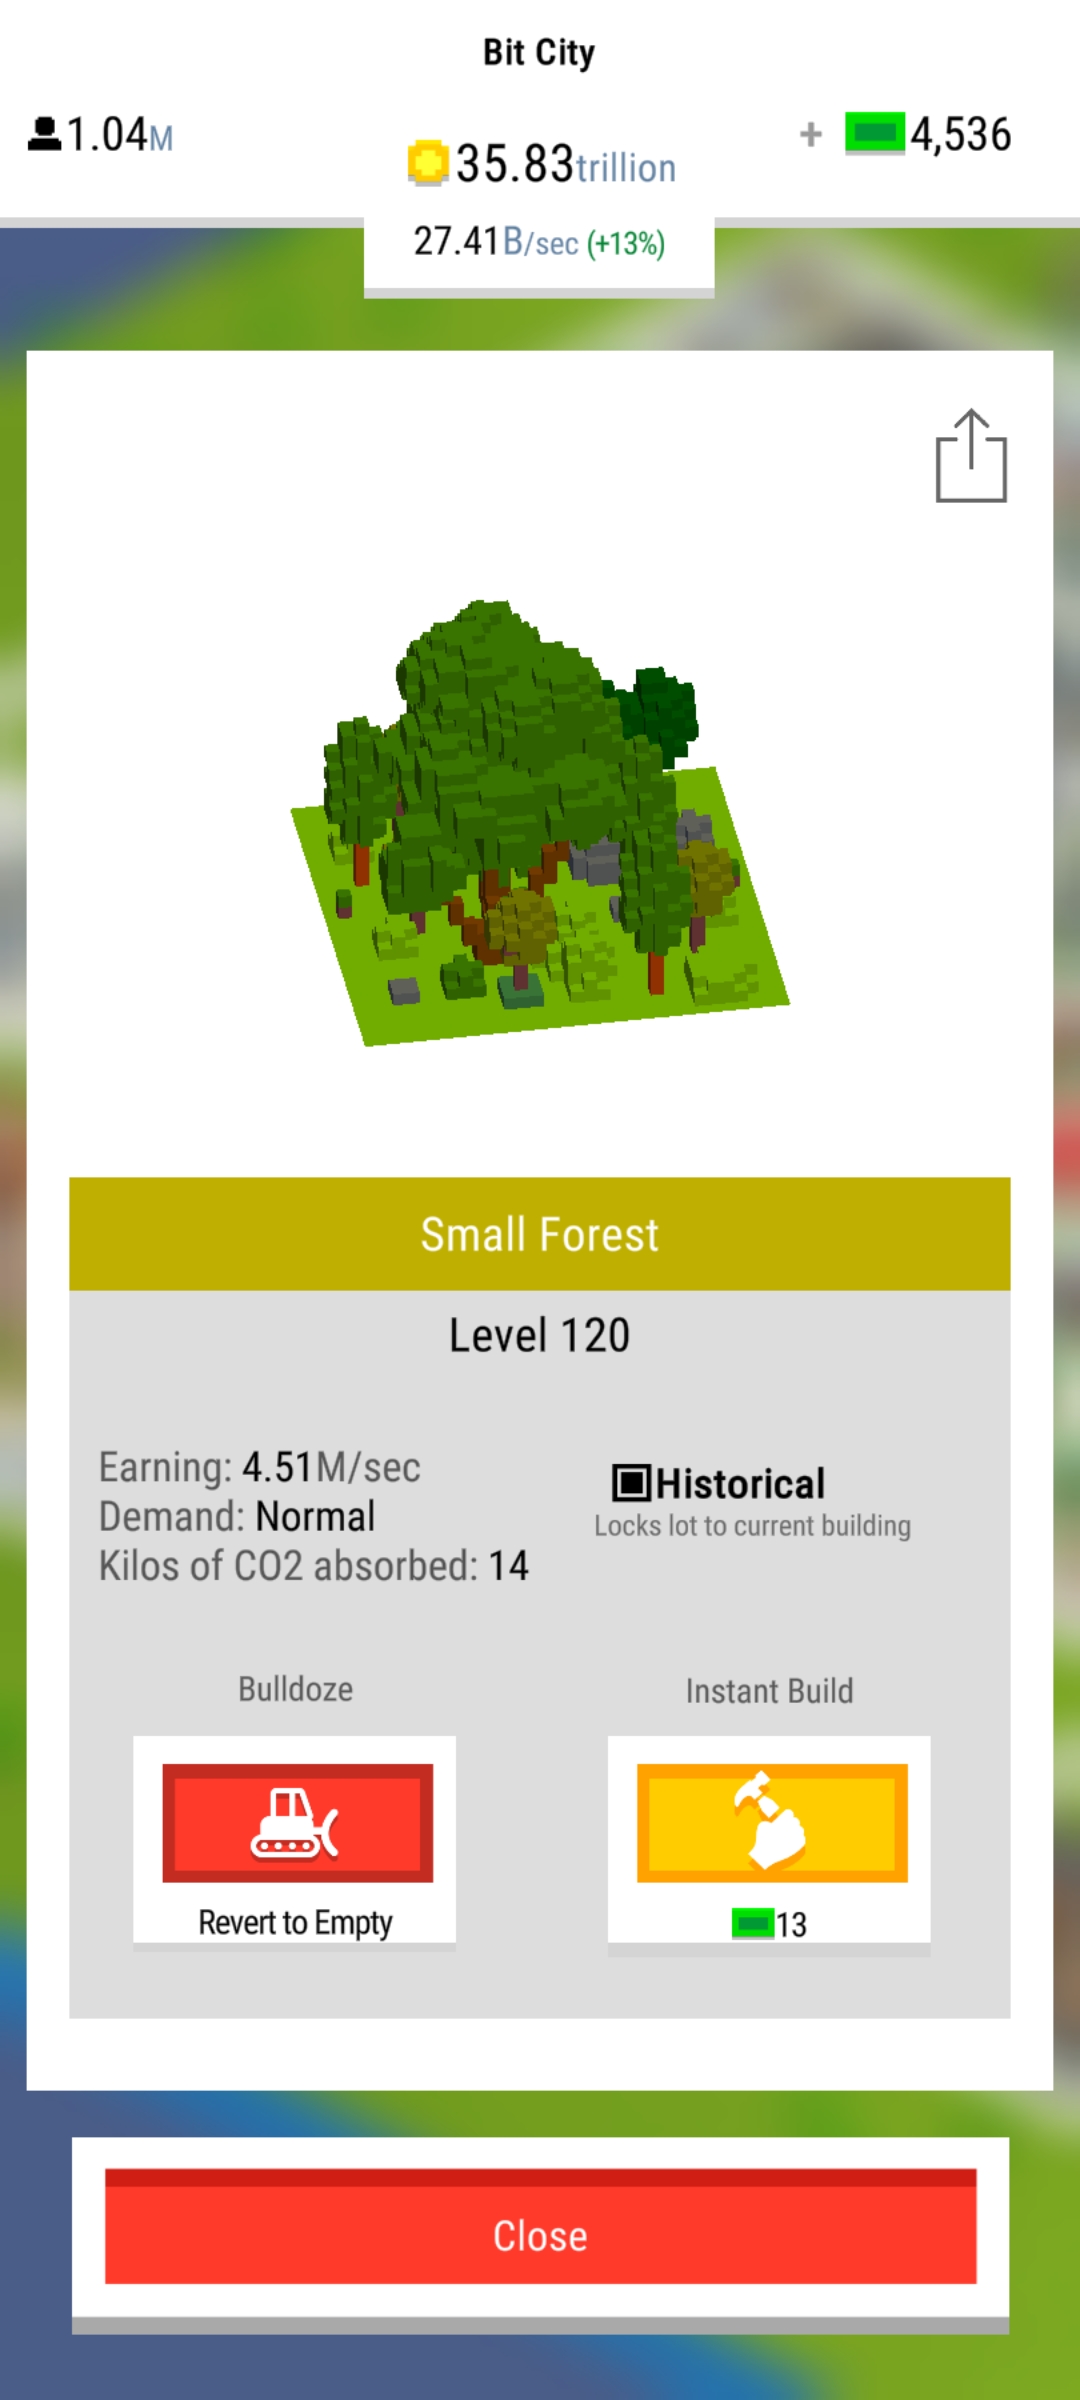 Bit City
1.04M
35.83trillion
+ 4,536
27.41B/sec (+13%)
Small Forest
Level 120
Earning: 4.51M/sec
Demand: Normal
Kilos of CO2 absorbed: 14
Historical
Locks lot to current building
Bulldoze
Revert to Empty
Instant Build
13
Close